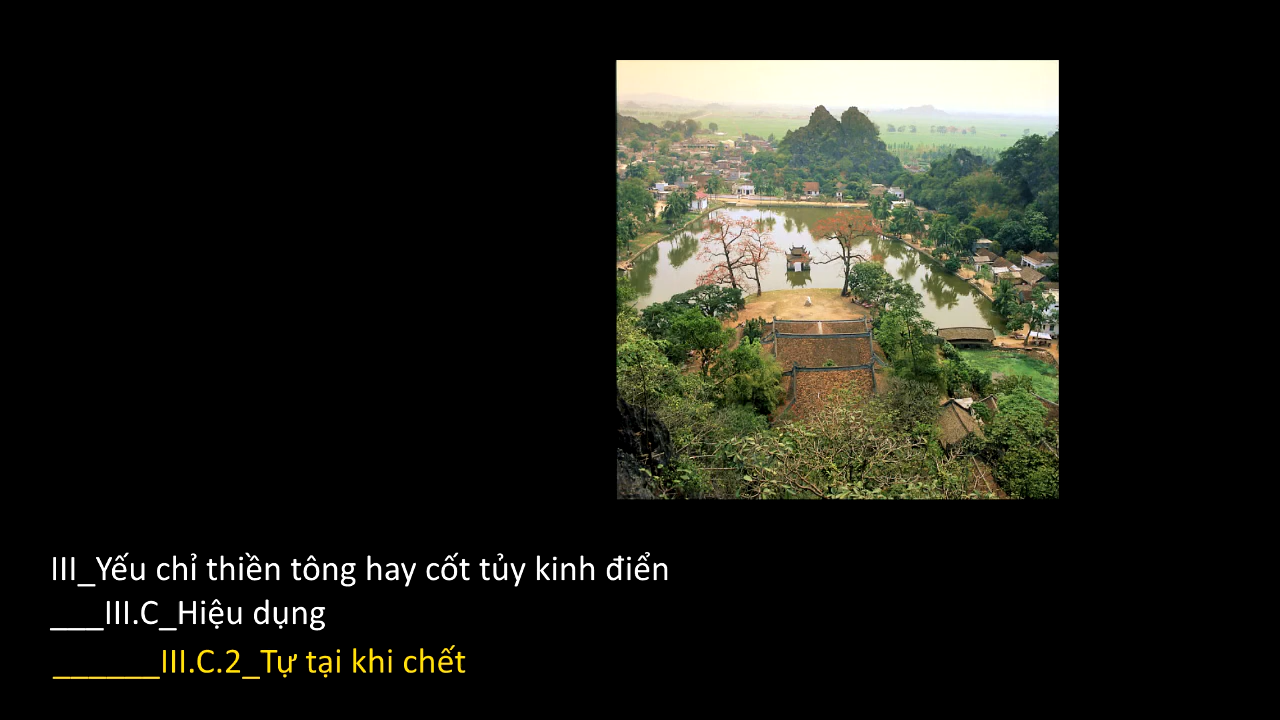 III_Yếu chỉ thiền tông hay cốt tủy kinh điển
___III.C_Hiệu dụng
______III.C.2_Tự tại khi chết